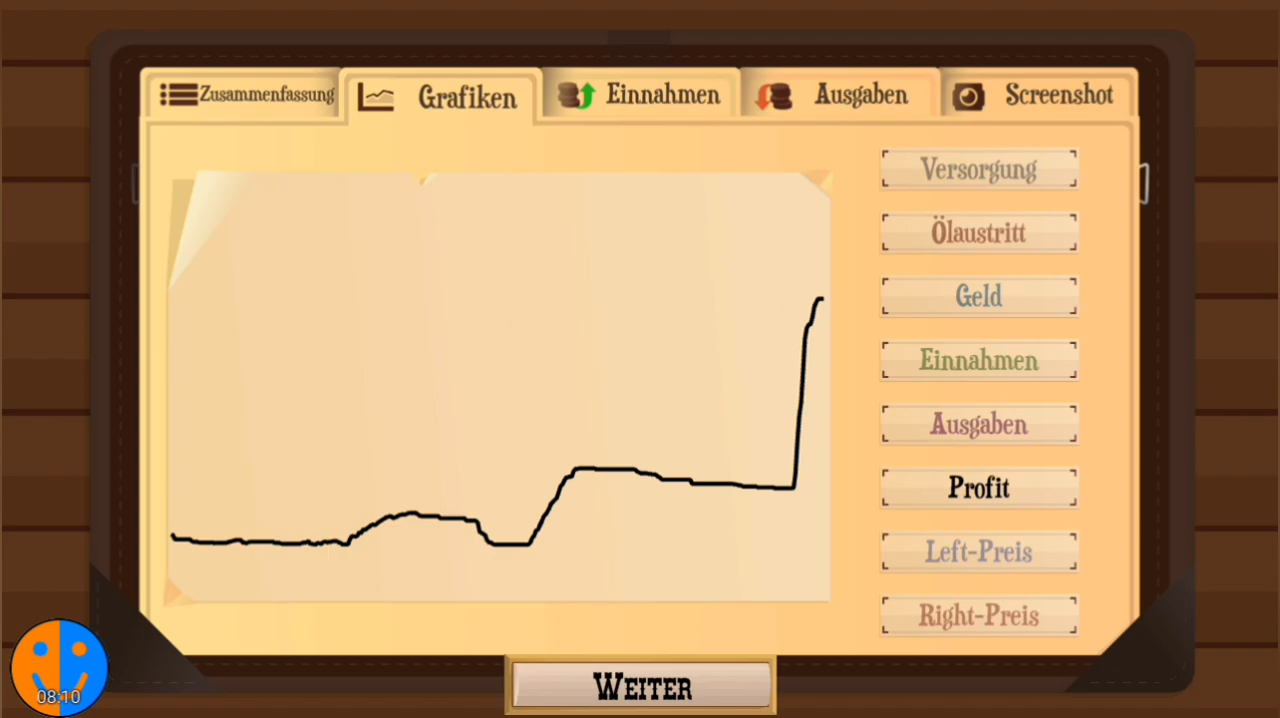 Zusammenfassung
Grafiken
Einnahmen
Ausgaben
Screenshot
Versorgung
Ölaustritt
Geld
Einnahmen
Ausgaben
Profit
Left-Preis
Right-Preis
08:10
WEITER